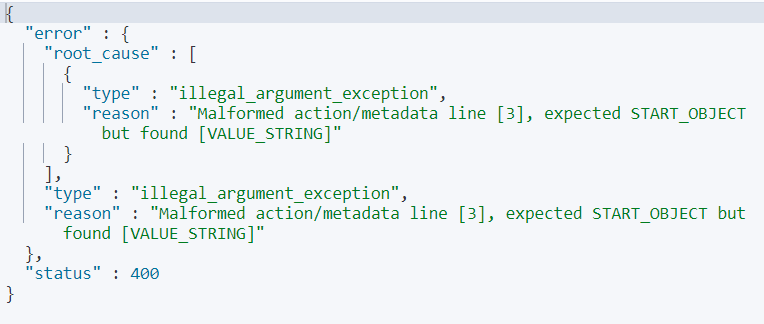 {
"error" : {
"root_cause" : [
{
"type" : "illegal_argument_exception",
"reason" : "Malformed action/metadata line [3], expected START_OBJECT
but found [VALUE_STRING]"
}
],
"type" : "illegal_argument_exception",
"reason" : "Malformed action/metadata line [3], expected START_OBJECT but
found [VALUE_STRING]"
},
"status" : 400
}